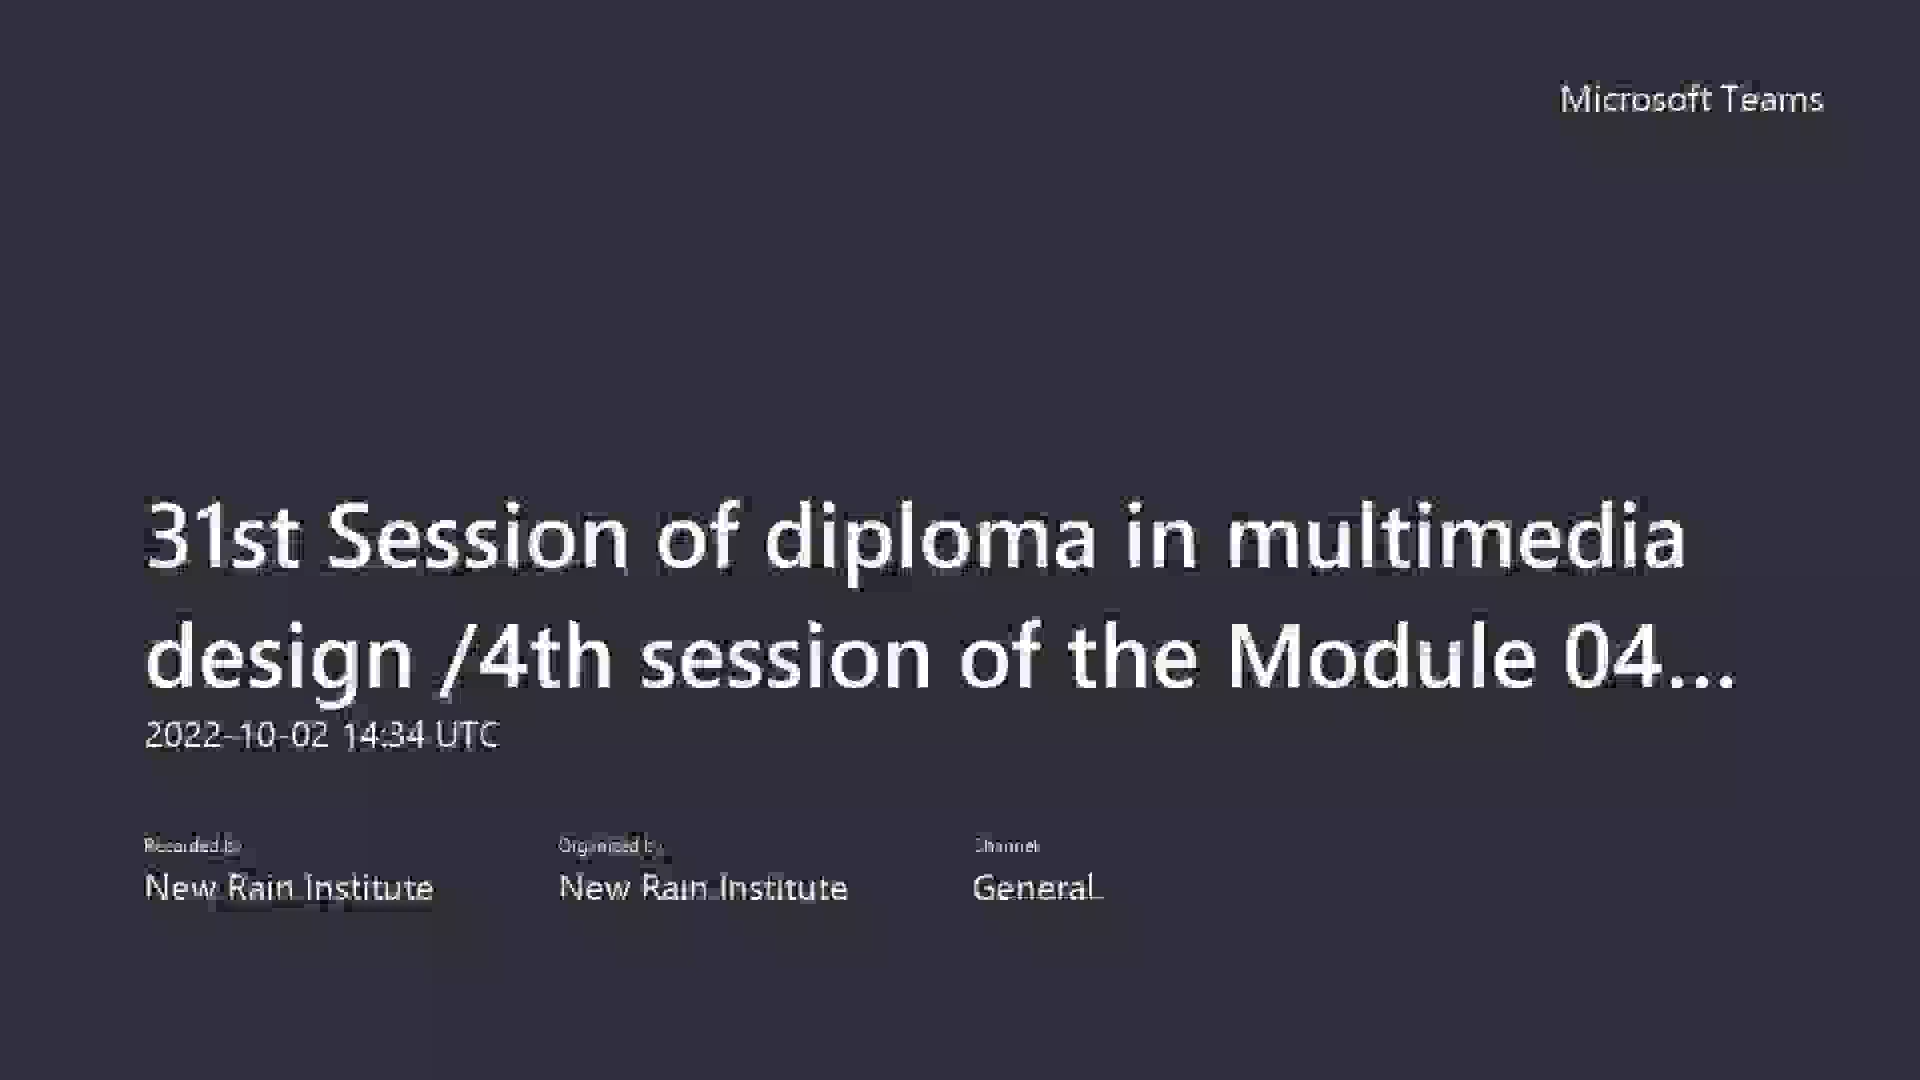 Microsoft Teams
31st Session of diploma in multimedia
design /4th session of the Module 04...
2022-10-02 14:34 UTC
Recorded by
Organized by
Channel
New Rain Institute
New Rain Institute
General